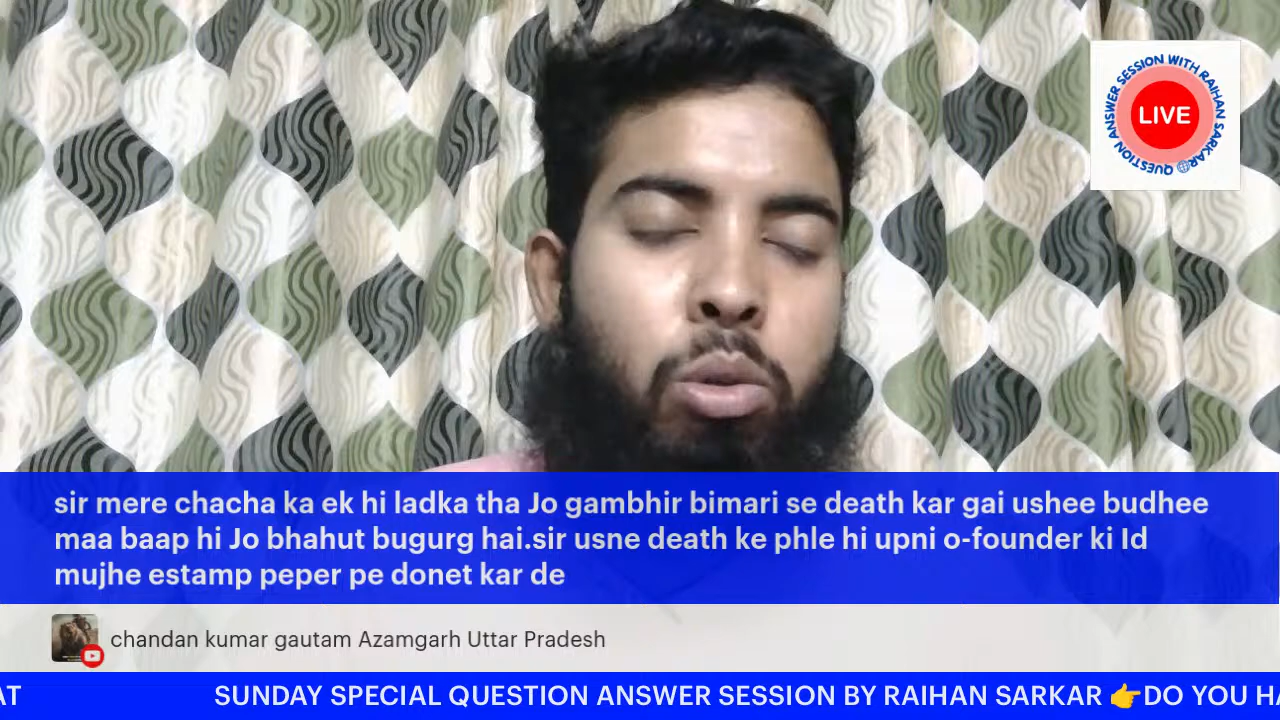 QUESTION ANSWER SESSION WITH RAIHAN SARKAR
LIVE
sir mere chacha ka ek hi ladka tha Jo gambhir bimari se death kar gai ushee budhee
maa baap hi Jo bhahut bugurg hai.sir usne death ke phle hi upni o-founder ki Id
mujhe estamp peper pe donet kar de
chandan kumar gautam Azamgarh Uttar Pradesh
AT SUNDAY SPECIAL QUESTION ANSWER SESSION BY RAIHAN SARKAR 👉DO YOU HA